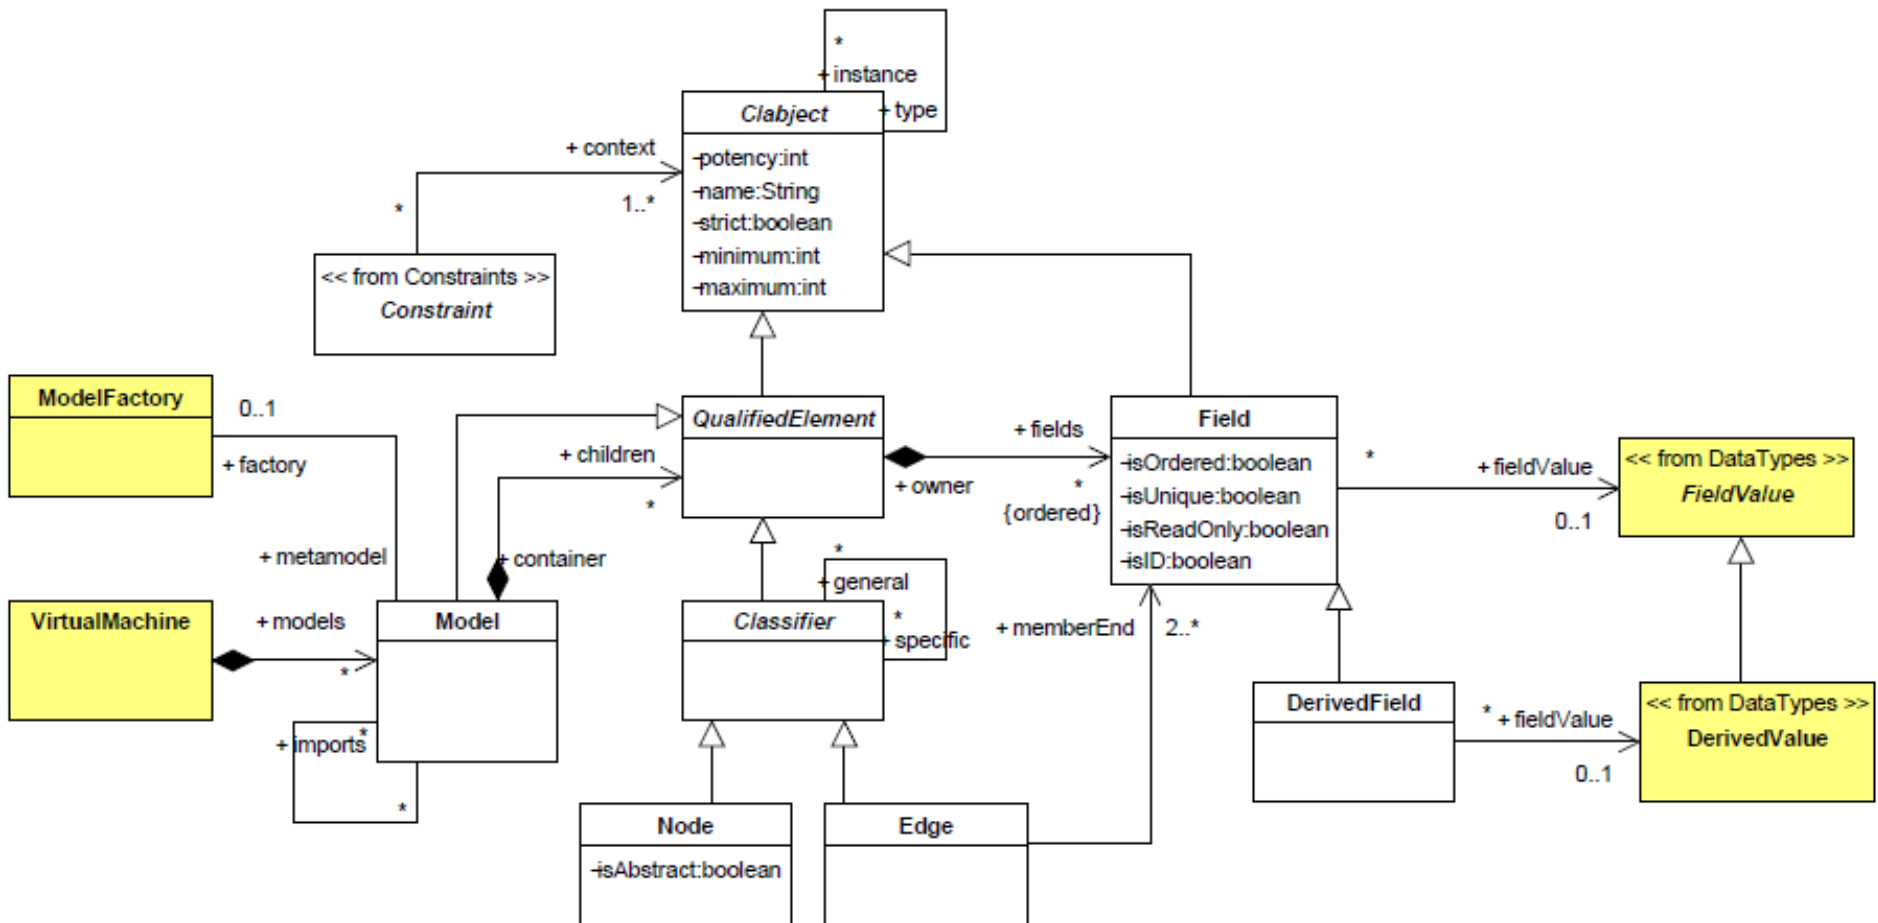 *
+ instance
Clabject
+ type
+ context
-potency:int
-name:String
1..*
*
-strict:boolean
-minimum:int
<< from Constraints >>
-maximum:int
Constraint
ModelFactory
0..1
QualifiedElement
Field
+ fields
+ children
+ factory
-isOrdered:boolean
*
+ fieldValue
<< from DataTypes >>
+ owner
*
-isUnique:boolean
FieldValue
*
{ordered}
0..1
-isReadOnly:boolean
+ metamodel
+ container
*
-isID:boolean
+ general
VirtualMachine
+ models
Model
Classifier
*
+ memberEnd
2..*
+ specific
*
DerivedField
<< from DataTypes >>
*
+ fieldValue
+ imports
*
DerivedValue
0..1
*
Node
Edge
-isAbstract:boolean